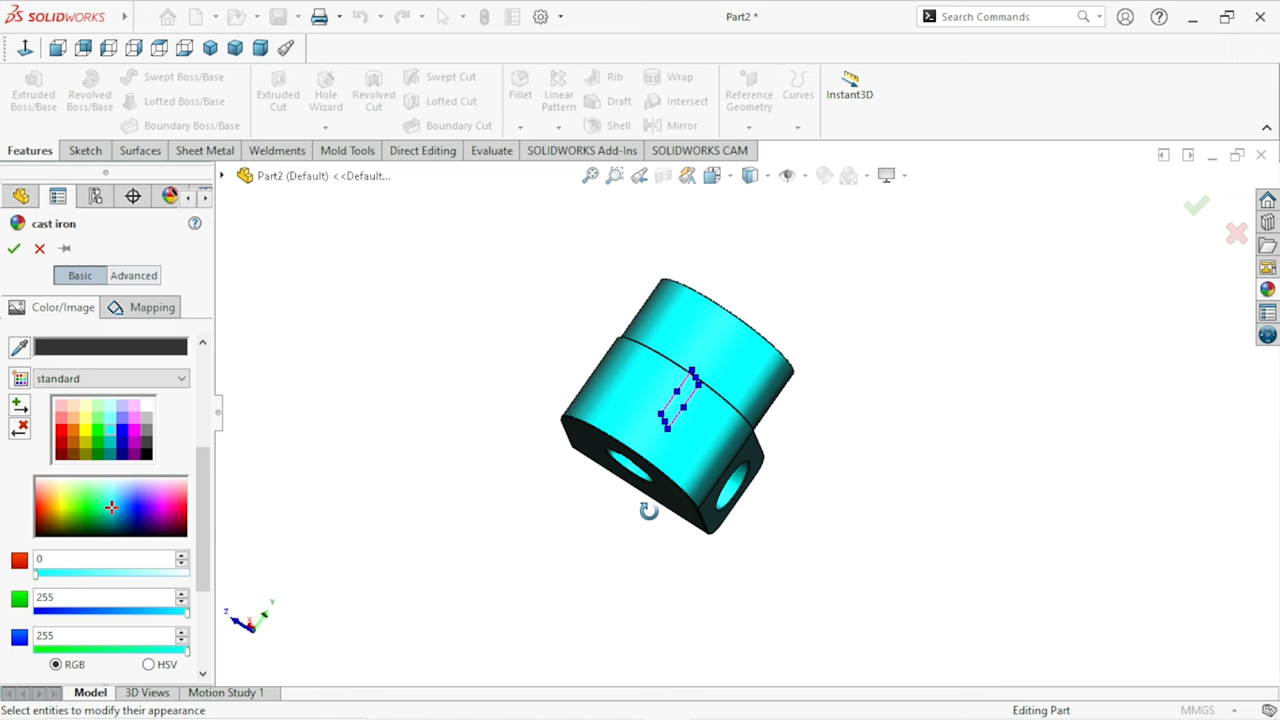 SOLIDWORKS
Part2 *
Search Commands
Extruded Boss/Base
Revolved Boss/Base
Swept Boss/Base
Lofted Boss/Base
Boundary Boss/Base
Extruded Cut
Hole Wizard
Revolved Cut
Swept Cut
Lofted Cut
Boundary Cut
Fillet
Linear Pattern
Rib
Draft
Shell
Wrap
Intersect
Mirror
Reference Geometry
Curves
Instant3D
Features
Sketch
Surfaces
Sheet Metal
Weldments
Mold Tools
Direct Editing
Evaluate
SOLIDWORKS Add-Ins
SOLIDWORKS CAM
Part2 (Default) <<Default...
cast iron
Basic
Advanced
Color/Image
Mapping
standard
0
255
255
RGB
HSV
Z
Y
X
Model
3D Views
Motion Study 1
Select entities to modify their appearance
Editing Part
MMGS